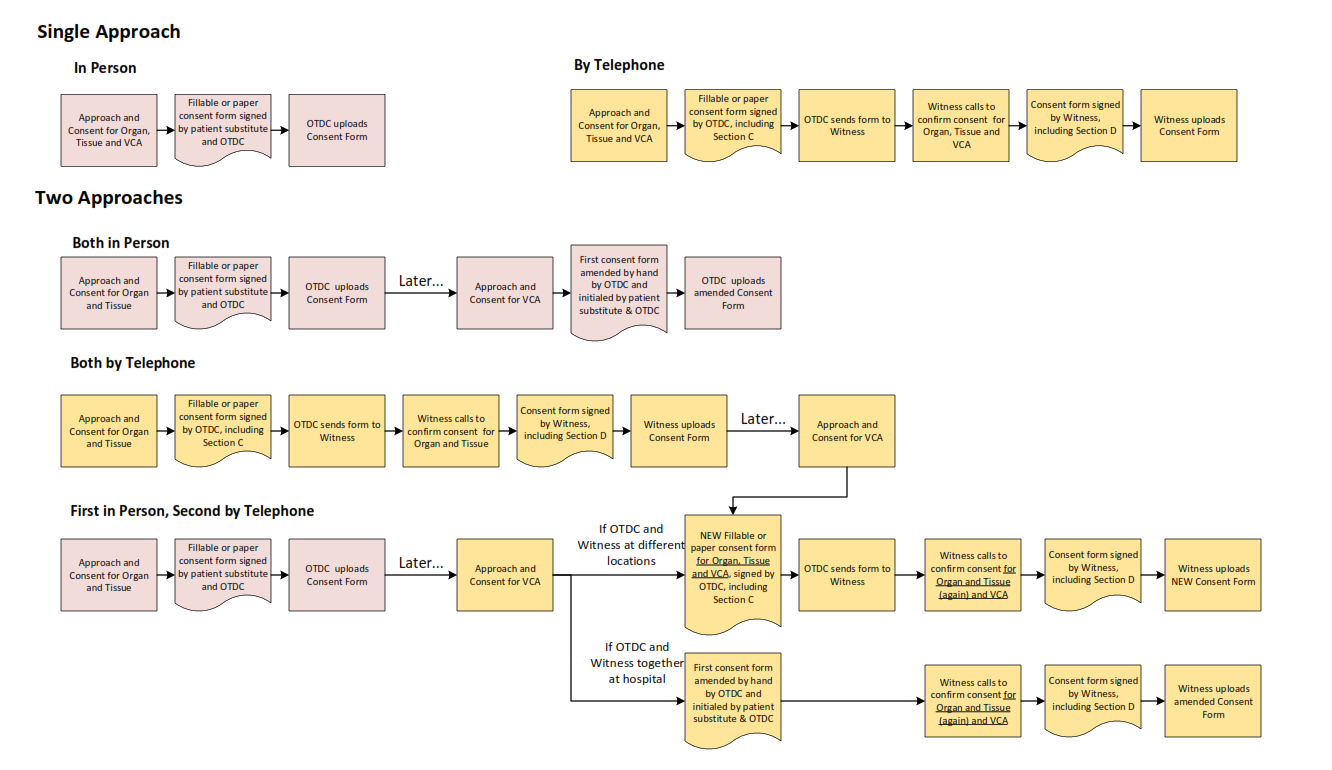 Single Approach
In Person
Approach and
Consent for Organ,
Tissue and VCA
Fillable or paper
consent form signed
by patient substitute
and OTDC
OTDC uploads
Consent Form
By Telephone
Approach and
Consent for Organ,
Tissue and VCA
Fillable or paper
consent form signed
by OTDC, including
Section C
OTDC sends form to
Witness
Witness calls to
confirm consent for
Organ, Tissue and
VCA
Consent form signed
by Witness,
including Section D
Witness uploads
Consent Form
Two Approaches
Both in Person
Approach and
Consent for Organ
and Tissue
Fillable or paper
consent form signed
by patient substitute
and OTDC
OTDC uploads
Consent Form
Later...
Approach and
Consent for VCA
First consent form
amended by hand
by OTDC and
initialed by patient
substitute & OTDC
OTDC uploads
amended Consent
Form
Both by Telephone
Approach and
Consent for Organ
and Tissue
Fillable or paper
consent form signed
by OTDC, including
Section C
OTDC sends form to
Witness
Witness calls to
confirm consent for
Organ and Tissue
Consent form signed
by Witness,
including Section D
Witness uploads
Consent Form
Later...
Approach and
Consent for VCA
First in Person, Second by Telephone
Approach and
Consent for Organ
and Tissue
Fillable or paper
consent form signed
by patient substitute
and OTDC
OTDC uploads
Consent Form
Later...
Approach and
Consent for VCA
If OTDC and
Witness at different
locations
NEW Fillable or
paper consent form
for Organ, Tissue
and VCA, signed by
OTDC, including
Section C
OTDC sends form to
Witness
Witness calls to
confirm consent for
Organ and Tissue
(again) and VCA
Consent form signed
by Witness,
including Section D
Witness uploads
NEW Consent Form
If OTDC and
Witness together
at hospital
First consent form
amended by hand
by OTDC and
initialed by patient
substitute & OTDC
Witness calls to
confirm consent for
Organ and Tissue
(again) and VCA
Consent form signed
by Witness,
including Section D
Witness uploads
amended Consent
Form